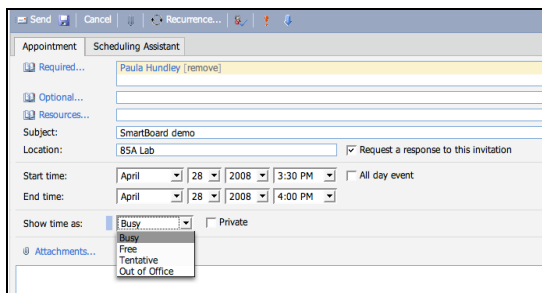 Send Cancel Recurrence...
Appointment Scheduling Assistant
Required... Paula Hundley [remove]
Optional...
Resources...
Subject: SmartBoard demo
Location: B5A Lab Request a response to this invitation
Start time: April 28 2008 3:30 PM All day event
End time: April 28 2008 4:00 PM
Show time as: Busy Private
Busy
Free
Attachments... Tentative
Out of Office